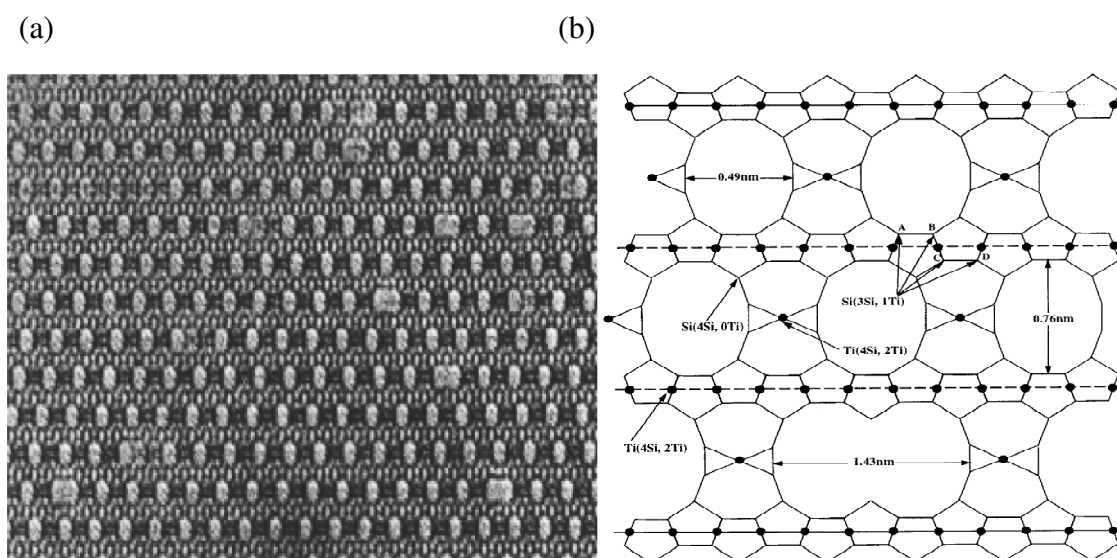 (a)
(b)
0.49nm
A
B
C
D
Si(3Si, 1Ti)
Si(4Si, 0Ti)
0.76nm
Ti(4Si, 2Ti)
Ti(4Si, 2Ti)
1.43nm